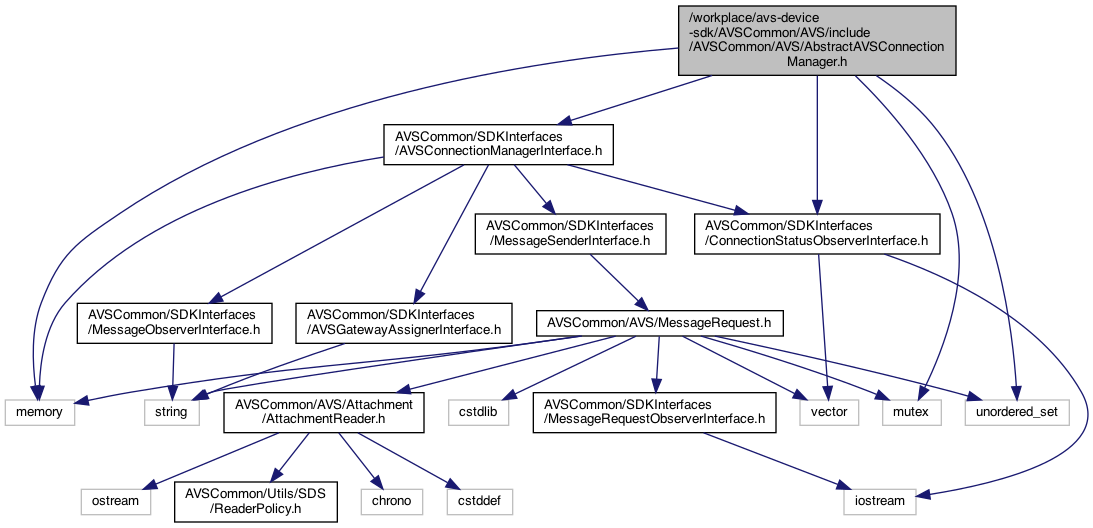 /workplace/avs-device
-sdk/AVSCommon/AVS/include
/AVSCommon/AVS/AbstractAVSConnection
Manager.h
AVSCommon/SDKInterfaces
/AVSConnectionManagerInterface.h
AVSCommon/SDKInterfaces
/MessageSenderInterface.h
AVSCommon/SDKInterfaces
/ConnectionStatusObserverInterface.h
AVSCommon/SDKInterfaces
/MessageObserverInterface.h
AVSCommon/SDKInterfaces
/AVSGatewayAssignerInterface.h
AVSCommon/AVS/MessageRequest.h
memory
string
AVSCommon/AVS/Attachment
/AttachmentReader.h
cstdlib
AVSCommon/SDKInterfaces
/MessageRequestObserverInterface.h
vector
mutex
unordered_set
ostream
AVSCommon/Utils/SDS
/ReaderPolicy.h
chrono
cstddef
iostream